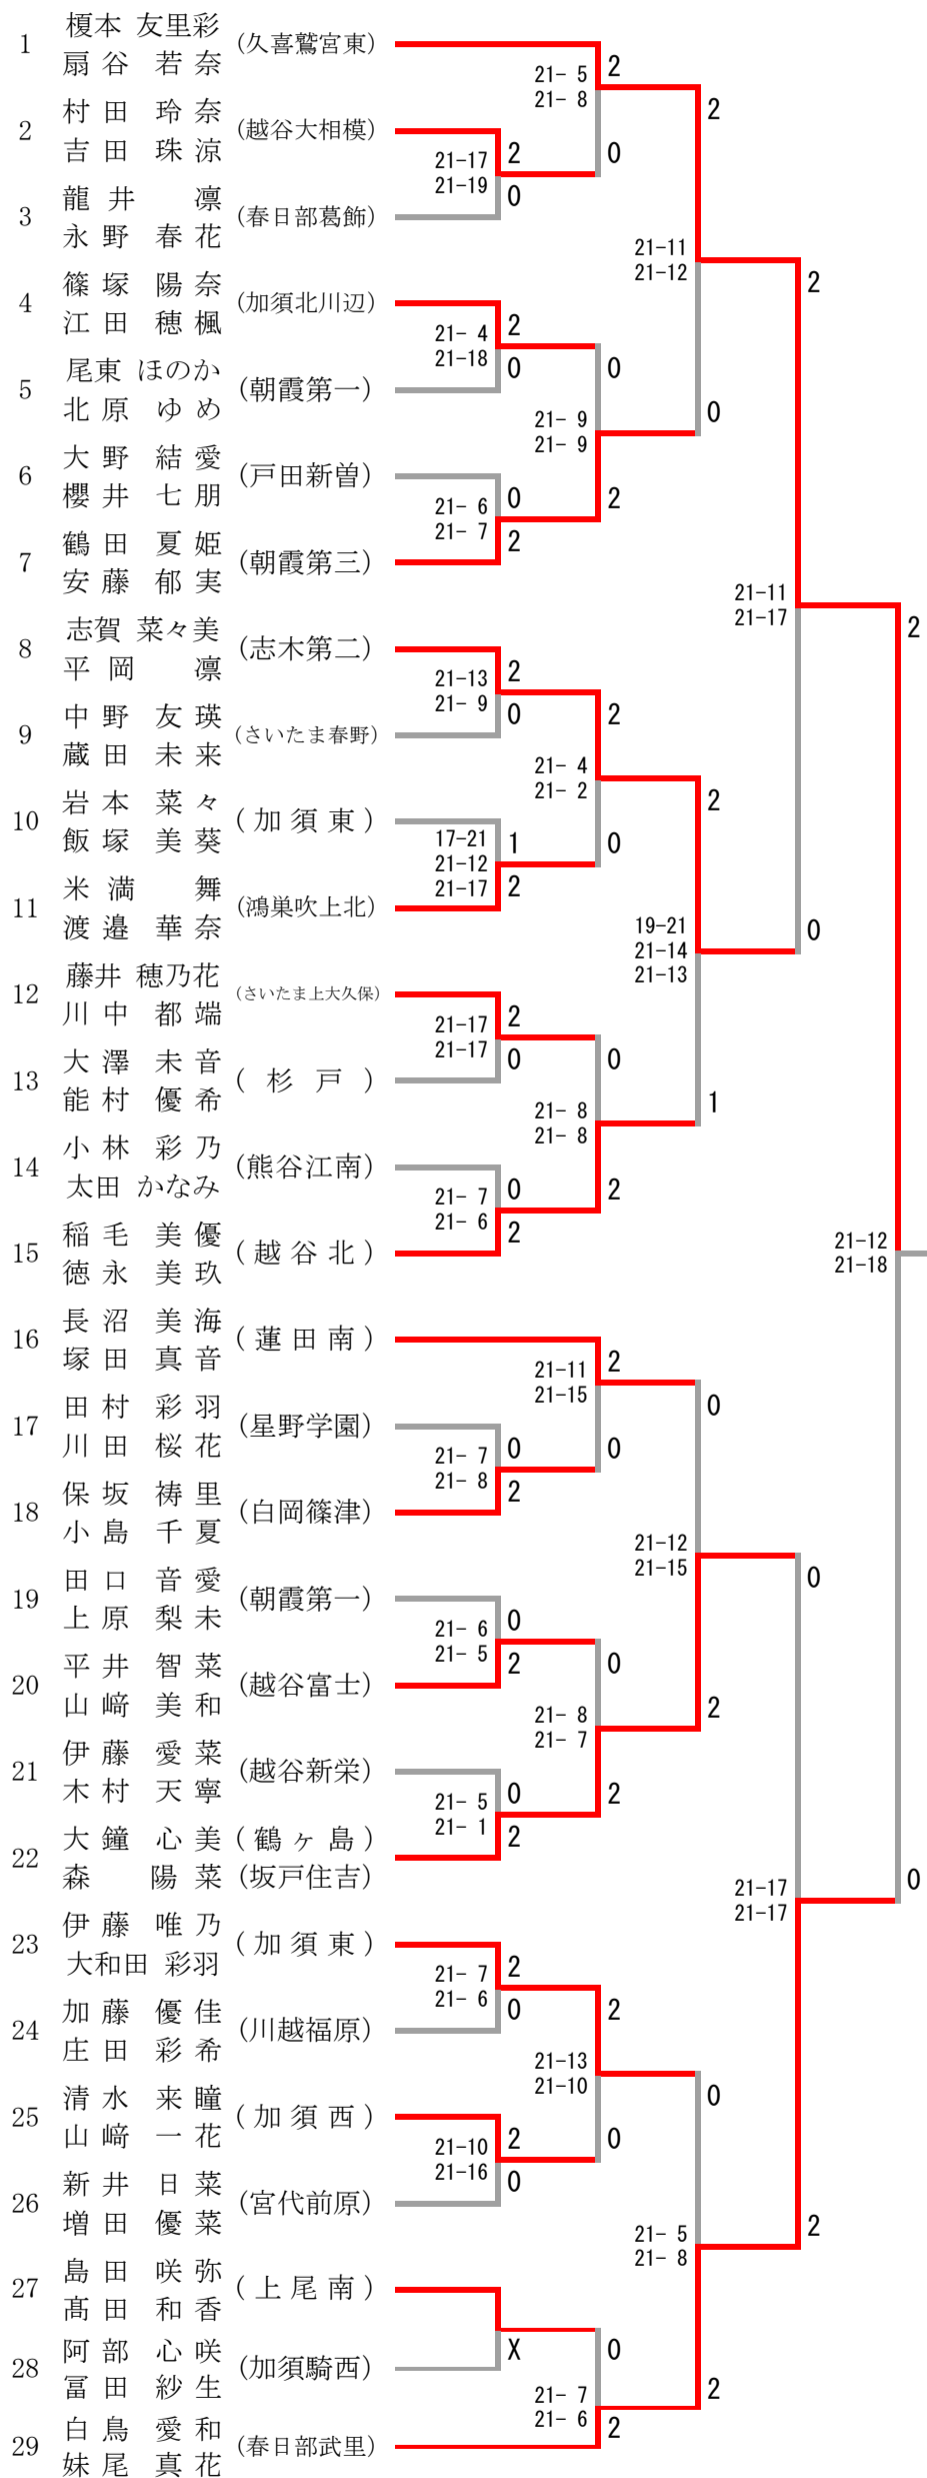 1 榎本 友里彩 (久喜鷲宮東)
扇谷 若奈
21- 5 2
21- 8
2
2 村田 玲奈 (越谷大相模)
吉田 珠涼
0
21-17 2
21-19 0
3 龍井 凛 (春日部葛飾)
永野 春花
21-11
21-12
2
4 篠塚 陽奈 (加須北川辺)
江田 穂楓
21- 4 2
21-18 0
0
5 尾東 ほのか (朝霞第一)
北原 ゆめ
21- 9
21- 9
0
6 大野 結愛 (戸田新曽)
櫻井 七朋
21- 6 0
21- 7 2
2
7 鶴田 夏姫 (朝霞第三)
安藤 郁実
21-11
21-17
2
8 志賀 菜々美 (志木第二)
平岡 凛
21-13 2
21- 9 0
2
9 中野 友瑛 (さいたま春野)
蔵田 未来
21- 4
21- 2
2
10 岩本 菜々 (加須東)
飯塚 美葵
17-21 1
21-12
21-17 2
0
11 米満 舞 (鴻巣吹上北)
渡邉 華奈
19-21
21-14
21-13
0
12 藤井 穂乃花 (さいたま上大久保)
川中 都端
21-17 2
21-17 0
0
13 大澤 未音 (杉戸)
能村 優希
21- 8
21- 8
1
14 小林 彩乃 (熊谷江南)
太田 かなみ
21- 7 0
21- 6 2
2
15 稲毛 美優 (越谷北)
徳永 美玖
21-12
21-18
16 長沼 美海 (蓮田南)
塚田 真音
21-11 2
21-15
0
17 田村 彩羽 (星野学園)
川田 桜花
21- 7 0
21- 8 2
0
18 保坂 祷里 (白岡篠津)
小島 千夏
21-12
21-15
0
19 田口 音愛 (朝霞第一)
上原 梨未
21- 6 0
21- 5 2
0
20 平井 智菜 (越谷富士)
山﨑 美和
21- 8
21- 7
2
21 伊藤 愛菜 (越谷新栄)
木村 天寧
21- 5 0
21- 1 2
2
22 大鐘 心美 (鶴ヶ島)
森 陽菜 (坂戸住吉)
21-17
21-17
0
23 伊藤 唯乃 (加須東)
大和田 彩羽
21- 7 2
21- 6 0
2
24 加藤 優佳 (川越福原)
庄田 彩希
21-13
21-10
0
25 清水 来瞳 (加須西)
山﨑 一花
21-10 2
21-16 0
0
26 新井 日菜 (宮代前原)
増田 優菜
21- 5
21- 8
2
27 島田 咲弥 (上尾南)
髙田 和香
X
0
28 阿部 心咲 (加須騎西)
冨田 紗生
21- 7
21- 6 2
2
29 白鳥 愛和 (春日部武里)
妹尾 真花